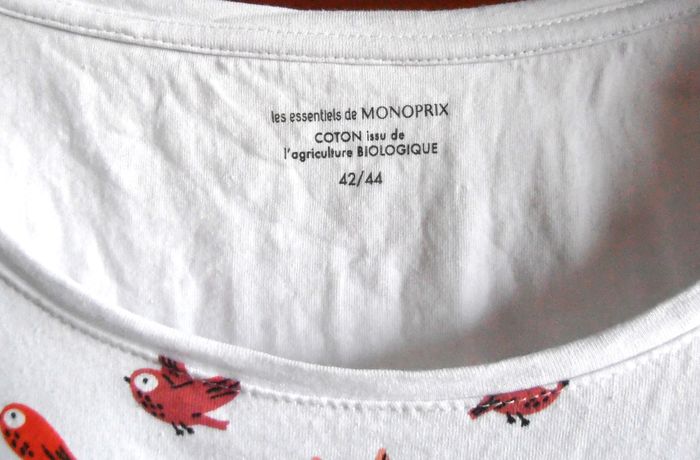 les essentiels de MONOPRIX
COTON issu de
l'agriculture BIOLOGIQUE
42/44